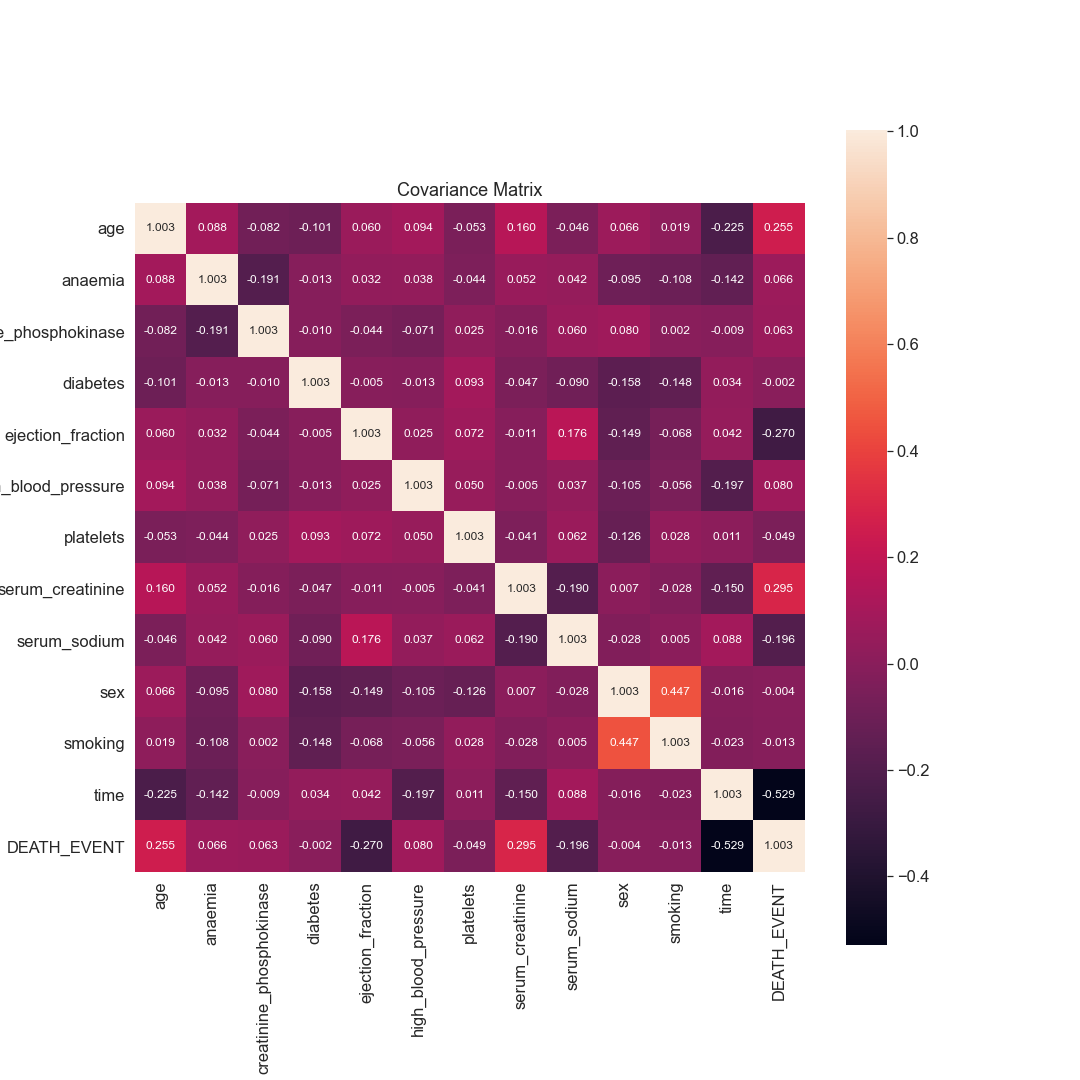 Covariance Matrix
age 1.003 0.088 -0.082 -0.101 0.060 0.094 -0.053 0.160 -0.046 0.066 0.019 -0.225 0.255
anaemia 0.088 1.003 -0.191 -0.013 0.032 0.038 -0.044 0.052 0.042 -0.095 -0.108 -0.142 0.066
e_phosphokinase -0.082 -0.191 1.003 -0.010 -0.044 -0.071 0.025 -0.016 0.060 0.080 0.002 -0.009 0.063
diabetes -0.101 -0.013 -0.010 1.003 -0.005 -0.013 0.093 -0.047 -0.090 -0.158 -0.148 0.034 -0.002
ejection_fraction 0.060 0.032 -0.044 -0.005 1.003 0.025 0.072 -0.011 0.176 -0.149 -0.068 0.042 -0.270
_blood_pressure 0.094 0.038 -0.071 -0.013 0.025 1.003 0.050 -0.005 0.037 -0.105 -0.056 -0.197 0.080
platelets -0.053 -0.044 0.025 0.093 0.072 0.050 1.003 -0.041 0.062 -0.126 0.028 0.011 -0.049
serum_creatinine 0.160 0.052 -0.016 -0.047 -0.011 -0.005 -0.041 1.003 -0.190 0.007 -0.028 -0.150 0.295
serum_sodium -0.046 0.042 0.060 -0.090 0.176 0.037 0.062 -0.190 1.003 -0.028 0.005 0.088 -0.196
sex 0.066 -0.095 0.080 -0.158 -0.149 -0.105 -0.126 0.007 -0.028 1.003 0.447 -0.016 -0.004
smoking 0.019 -0.108 0.002 -0.148 -0.068 -0.056 0.028 -0.028 0.005 0.447 1.003 -0.023 -0.013
time -0.225 -0.142 -0.009 0.034 0.042 -0.197 0.011 -0.150 0.088 -0.016 -0.023 1.003 -0.529
DEATH_EVENT 0.255 0.066 0.063 -0.002 -0.270 0.080 -0.049 0.295 -0.196 -0.004 -0.013 -0.529 1.003
age
anaemia
creatinine_phosphokinase
diabetes
ejection_fraction
high_blood_pressure
platelets
serum_creatinine
serum_sodium
sex
smoking
time
DEATH_EVENT
1.0
0.8
0.6
0.4
0.2
0.0
−0.2
−0.4